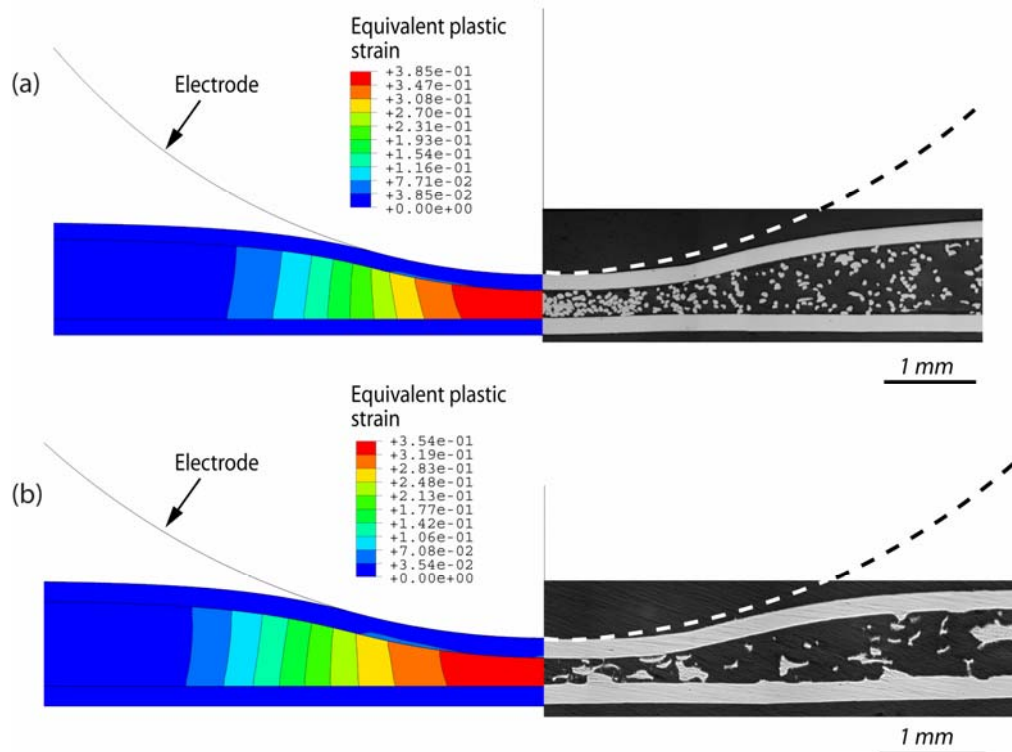 Equivalent plastic
strain
(a)
Electrode
+3.85e-01
+3.47e-01
+3.08e-01
+2.70e-01
+2.31e-01
+1.93e-01
+1.54e-01
+1.16e-01
+7.71e-02
+3.85e-02
+0.00e+00
1 mm
Equivalent plastic
strain
(b)
Electrode
+3.54e-01
+3.19e-01
+2.83e-01
+2.48e-01
+2.13e-01
+1.77e-01
+1.42e-01
+1.06e-01
+7.08e-02
+3.54e-02
+0.00e+00
1 mm